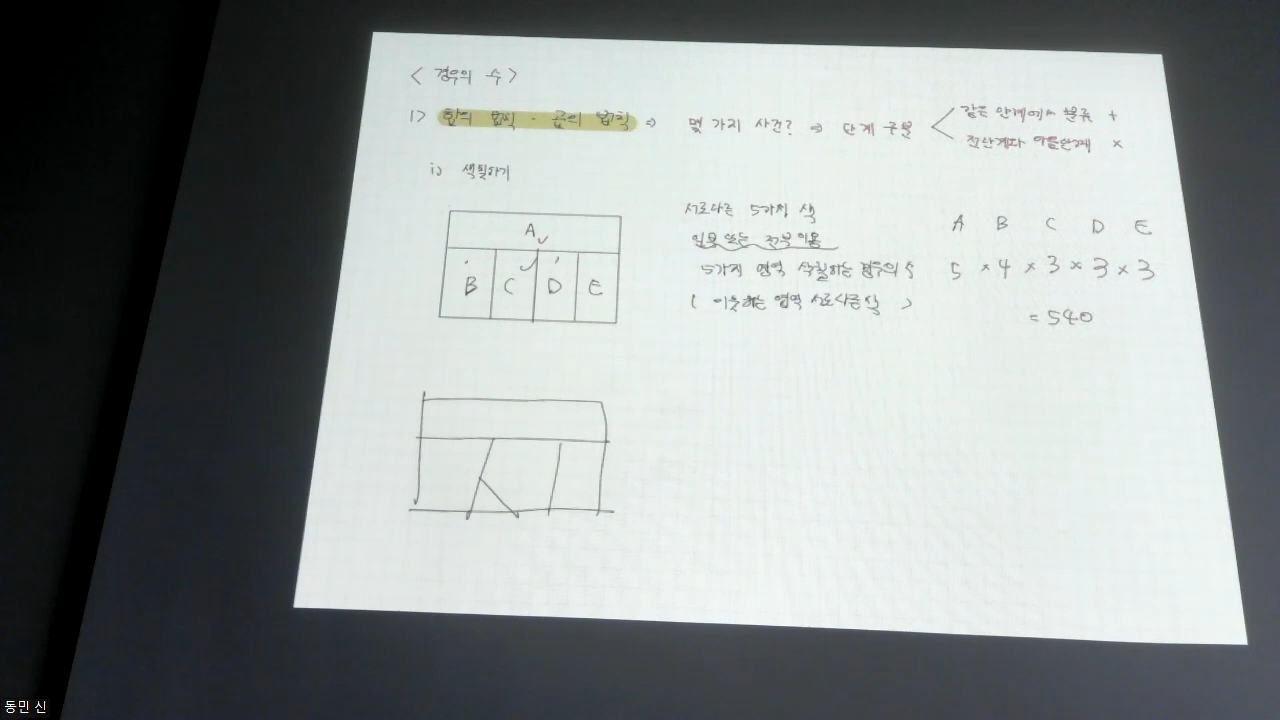 < 경우의 수 >
1) 합의 법칙 · 곱의 법칙 ⇒ 몇 가지 사건? ⇒ 단계 구분 < 같은 단계에서 분류 +
전단계와 다음단계 ×
i) 색칠하기
서로다른 5가지 색
일부 또는 전부 이용
5가지 영역 색칠하는 경우의 수
( 이웃하는 영역 서로다른색 )
A B C D E
5 × 4 × 3 × 3 × 3
= 540
A
B C D E
동민 신